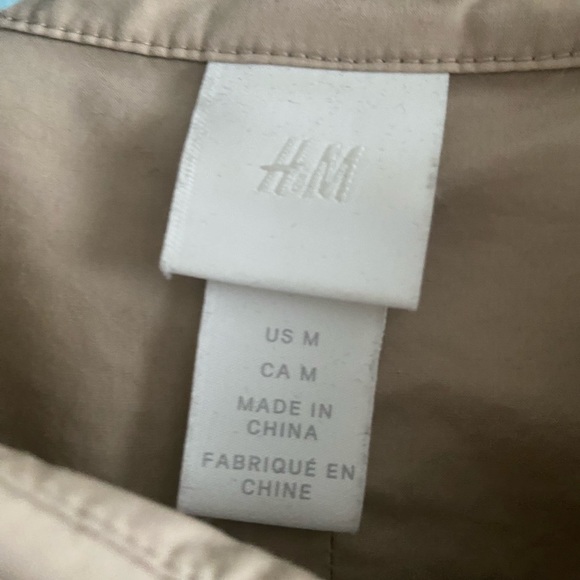 H&M
US M
CA M
MADE IN
CHINA
FABRIQUÉ EN
CHINE